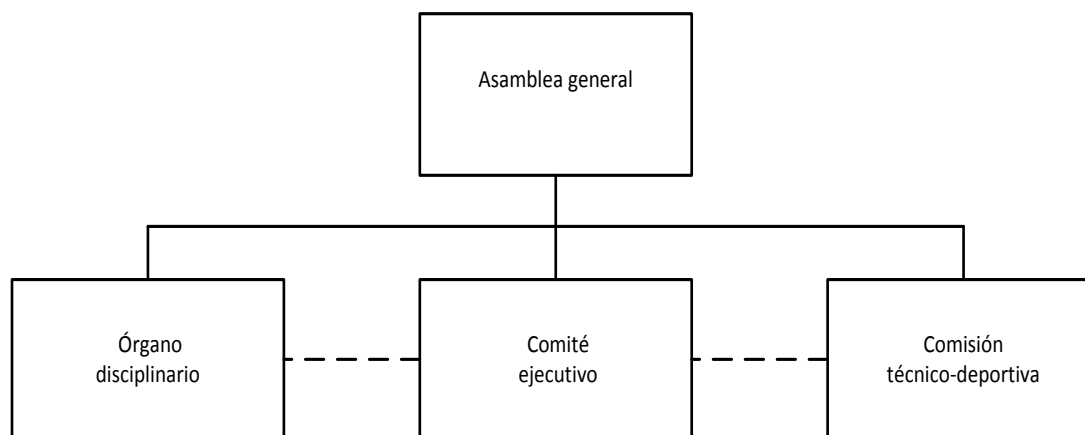 Asamblea general
Órgano
disciplinario
Comité
ejecutivo
Comisión
técnico-deportiva